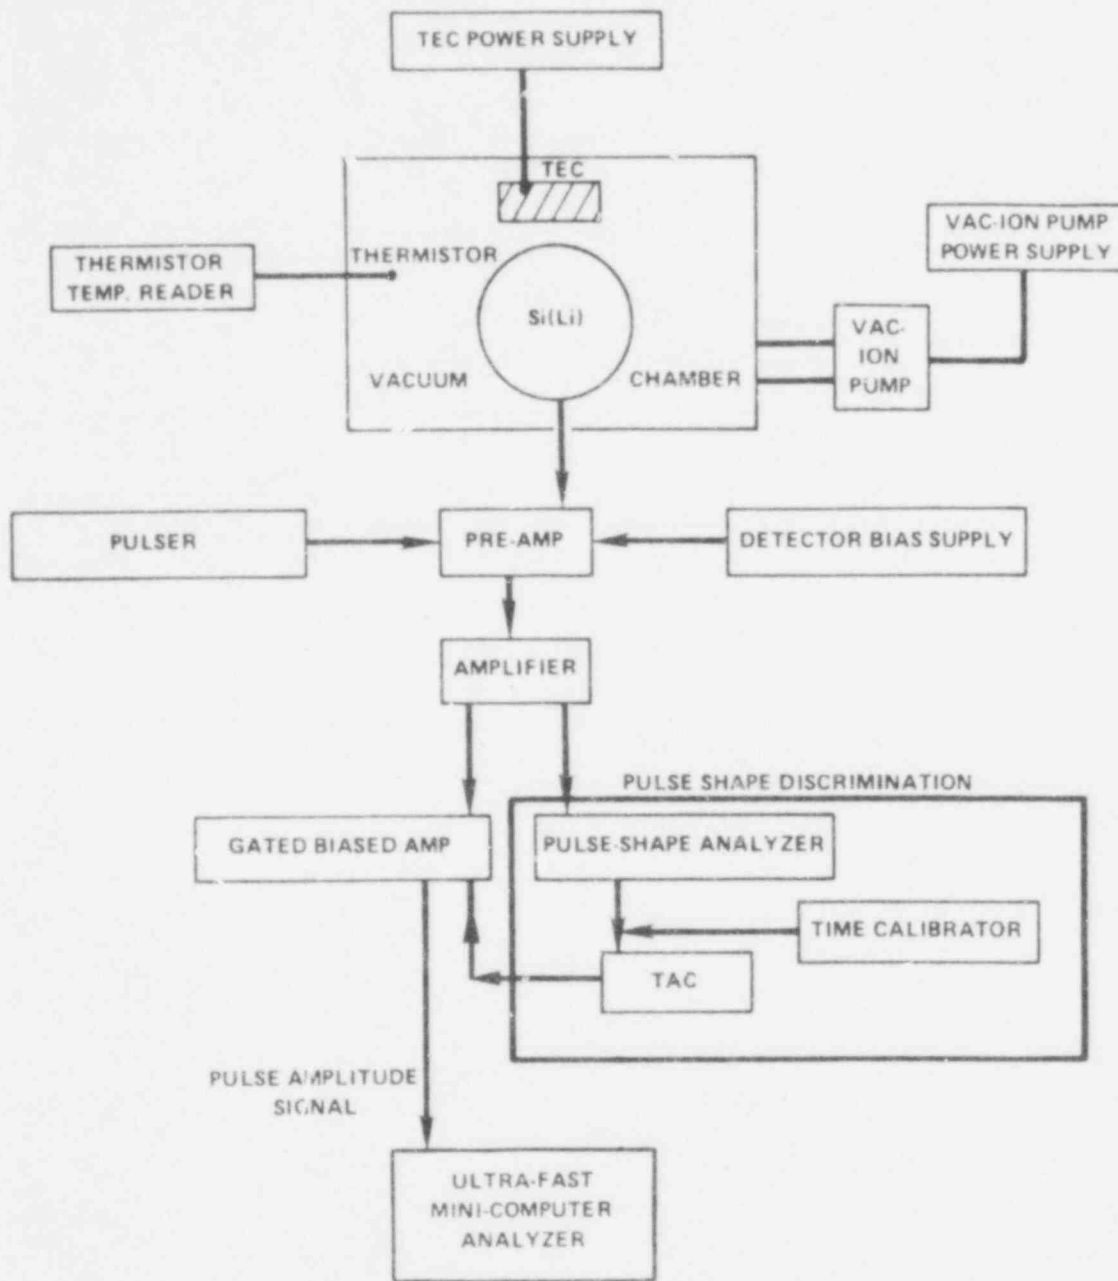 TEC POWER SUPPLY
TEC
VAC-ION PUMP
POWER SUPPLY
THERMISTOR
THERMISTOR
TEMP. READER
Si(Li)
VAC-
ION
PUMP
VACUUM
CHAMBER
PULSER
PRE-AMP
DETECTOR BIAS SUPPLY
AMPLIFIER
PULSE SHAPE DISCRIMINATION
GATED BIASED AMP
PULSE-SHAPE ANALYZER
TIME CALIBRATOR
TAC
PULSE AMPLITUDE
SIGNAL
ULTRA-FAST
MINI-COMPUTER
ANALYZER